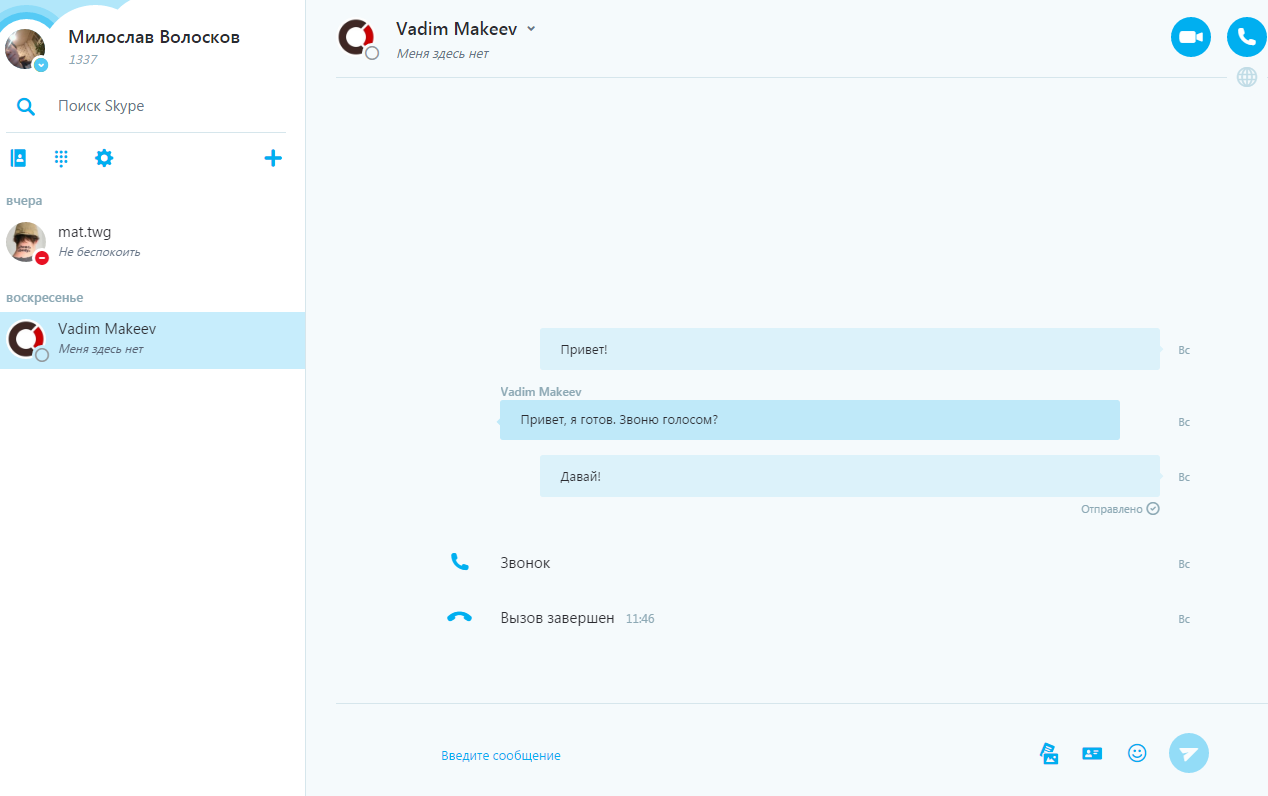 Милослав Волосков
1337
Поиск Skype
вчера
mat.twg
Не беспокоить
воскресенье
Vadim Makeev
Меня здесь нет
Vadim Makeev
Меня здесь нет
Привет!
Вс
Vadim Makeev
Привет, я готов. Звоню голосом?
Вс
Давай!
Вс
Отправлено
Звонок
Вс
Вызов завершен 11:46
Вс
Введите сообщение